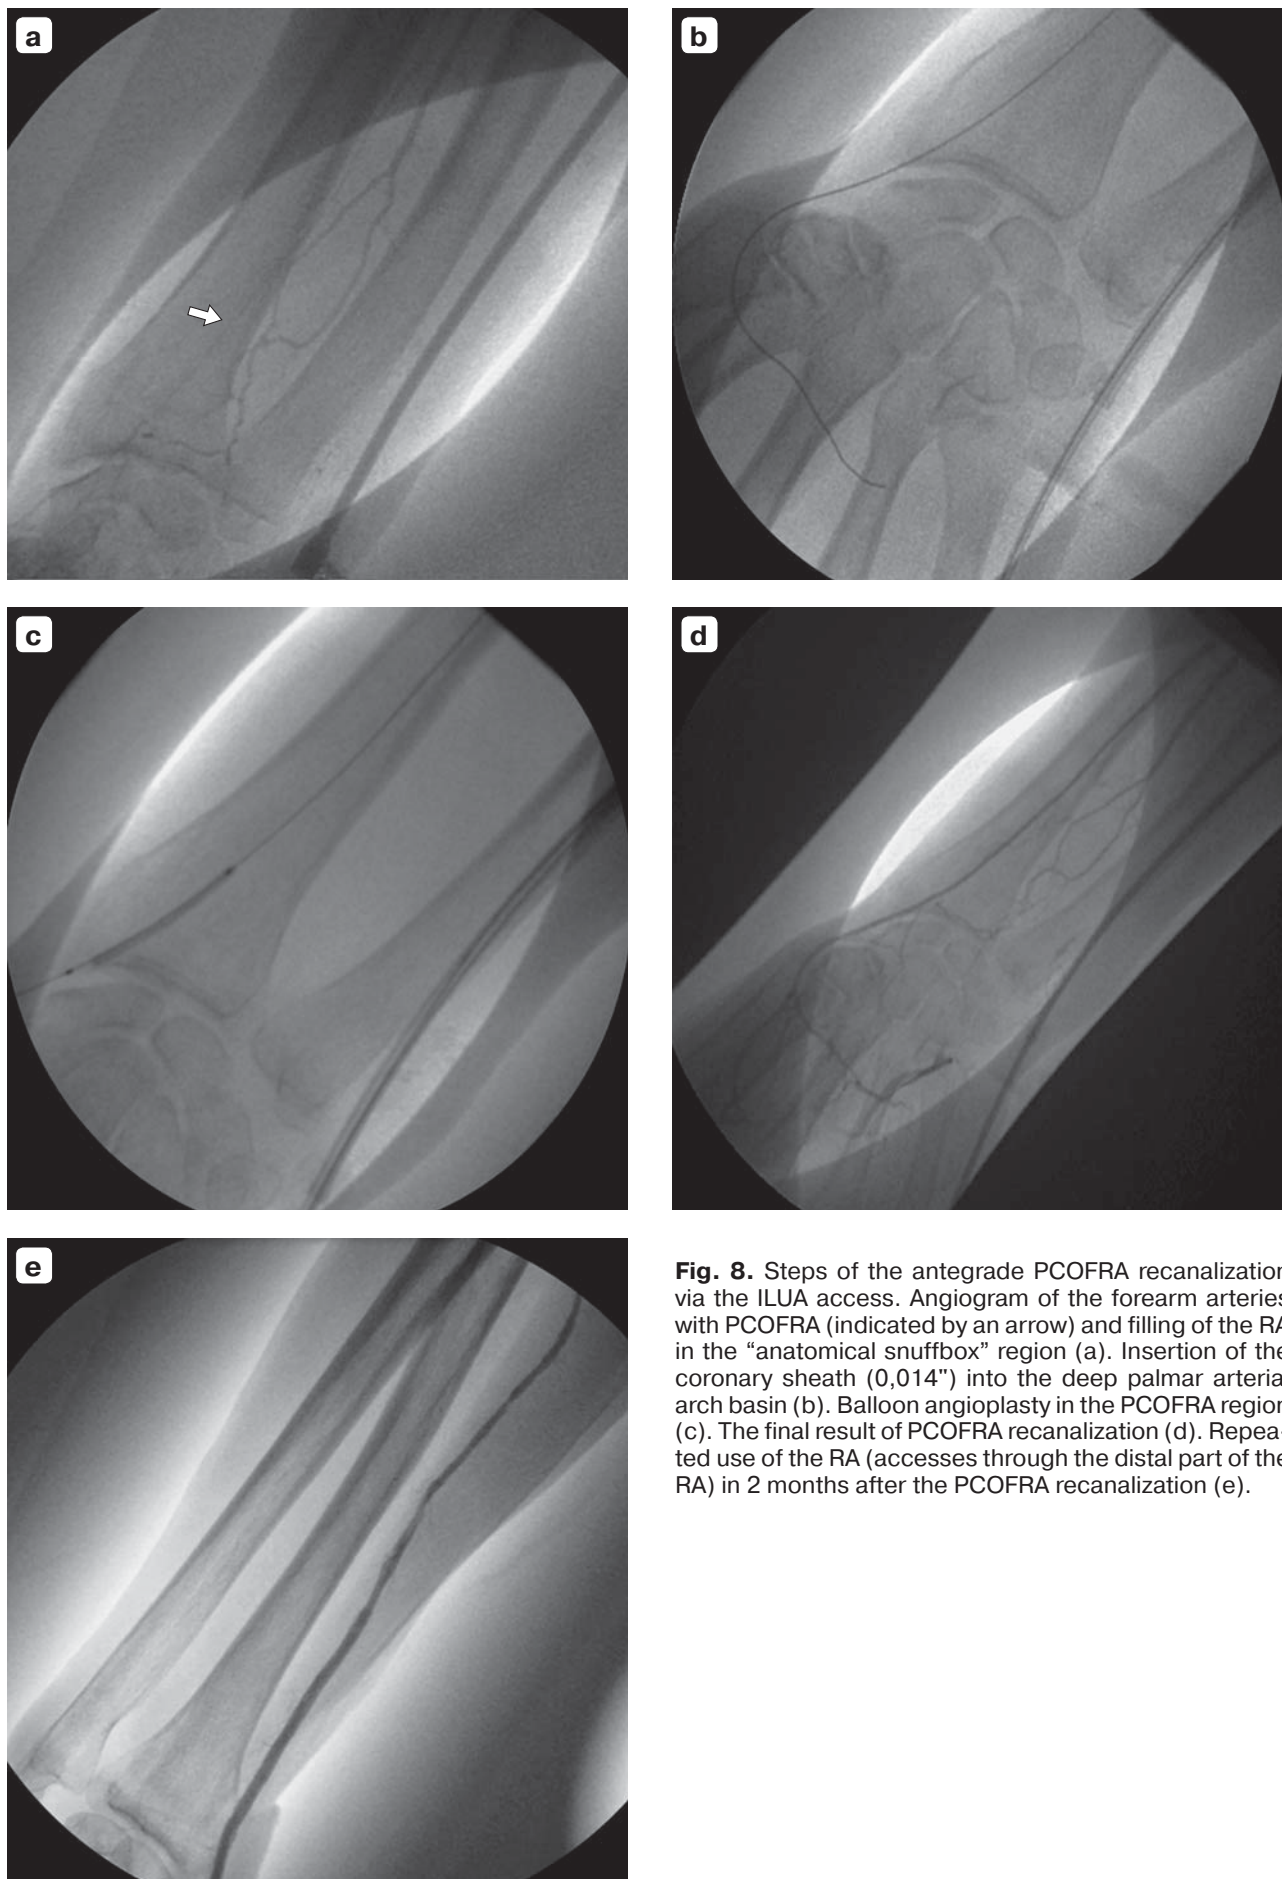 a
b
c
d
e
Fig. 8. Steps of the antegrade PCOFRA recanalization
via the ILUA access. Angiogram of the forearm arteries
with PCOFRA (indicated by an arrow) and filling of the RA
in the “anatomical snuffbox” region (a). Insertion of the
coronary sheath (0,014") into the deep palmar arteria
arch basin (b). Balloon angioplasty in the PCOFRA region
(c). The final result of PCOFRA recanalization (d). Repea-
ted use of the RA (accesses through the distal part of the
RA) in 2 months after the PCOFRA recanalization (e).